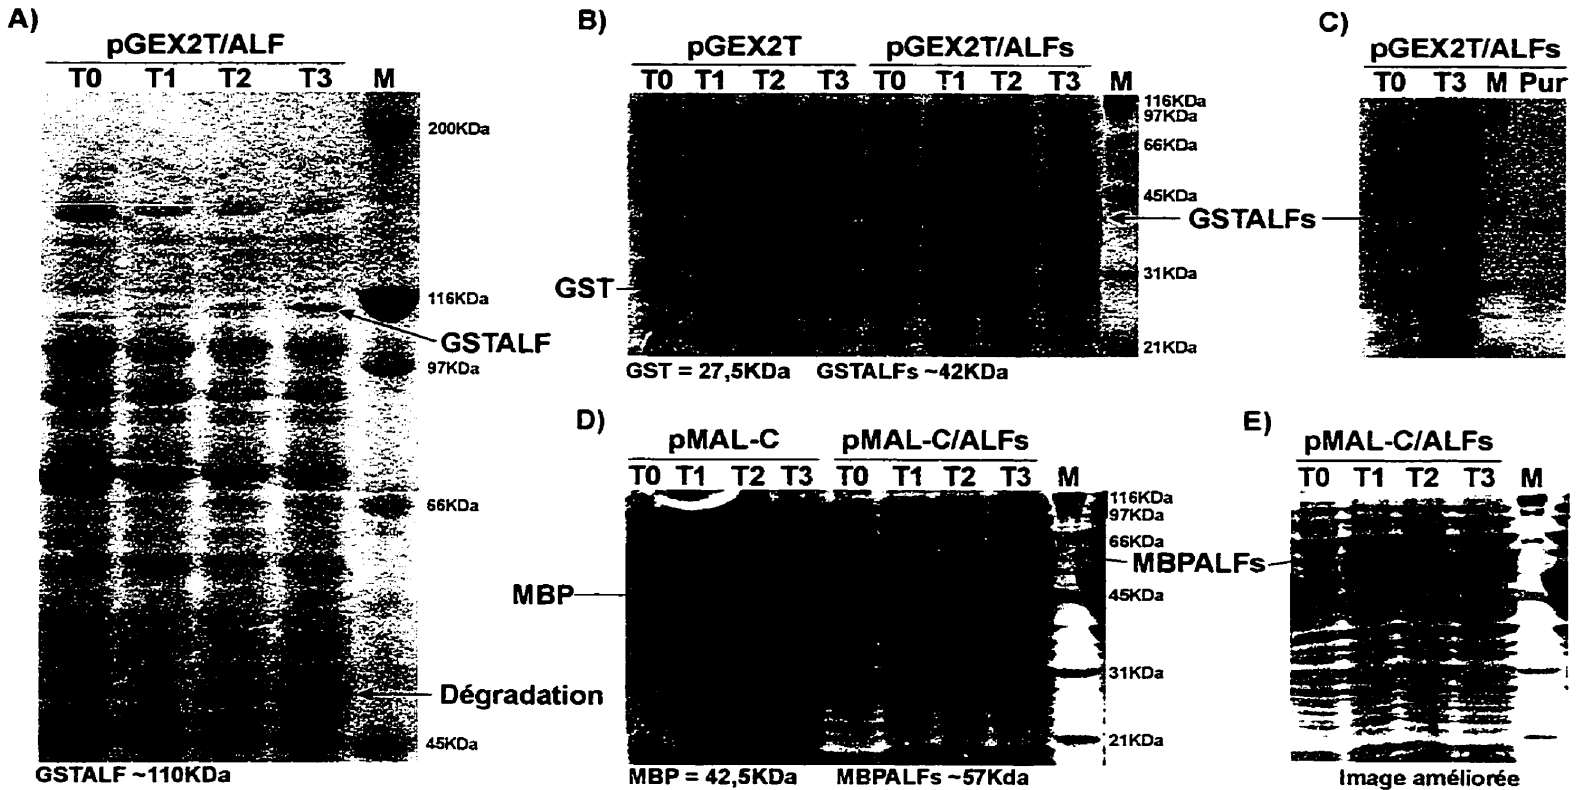 A)
pGEX2T/ALF
T0 T1 T2 T3 M
200KDa
116KDa
GSTALF
97KDa
66KDa
Dégradation
45KDa
GSTALF ~110KDa
B)
pGEX2T pGEX2T/ALFs
T0 T1 T2 T3 T0 T1 T2 T3 M
116KDa
97KDa
66KDa
45KDa
GSTALFs
31KDa
GST
21KDa
GST = 27,5KDa GSTALFs ~42KDa
C)
pGEX2T/ALFs
T0 T3 M Pur
D)
pMAL-C pMAL-C/ALFs
T0 T1 T2 T3 T0 T1 T2 T3 M
116KDa
97KDa
66KDa
MBPALFs
MBP
45KDa
31KDa
21KDa
MBP = 42,5KDa MBPALFs ~57Kda
E)
pMAL-C/ALFs
T0 T1 T2 T3 M
Image améliorée